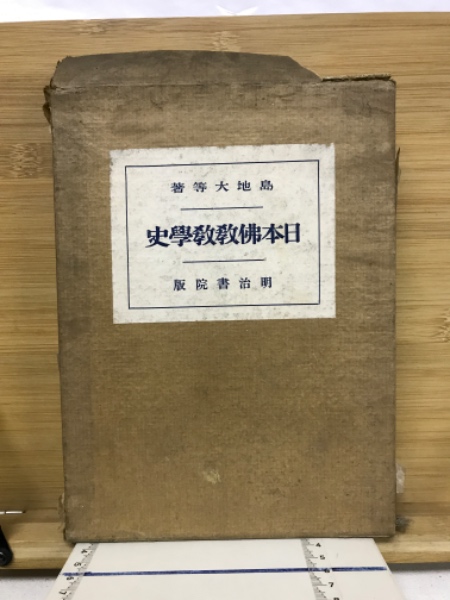 島地大等著
日本佛教教學史
明治書院版